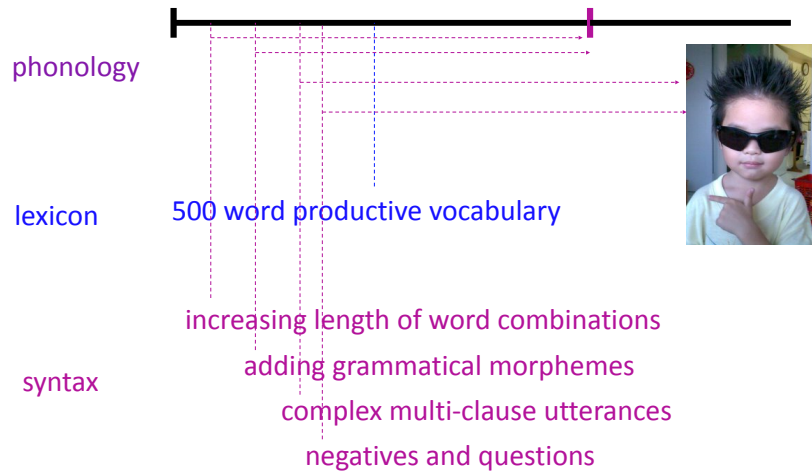 phonology
lexicon
500 word productive vocabulary
increasing length of word combinations
adding grammatical morphemes
syntax
complex multi-clause utterances
negatives and questions